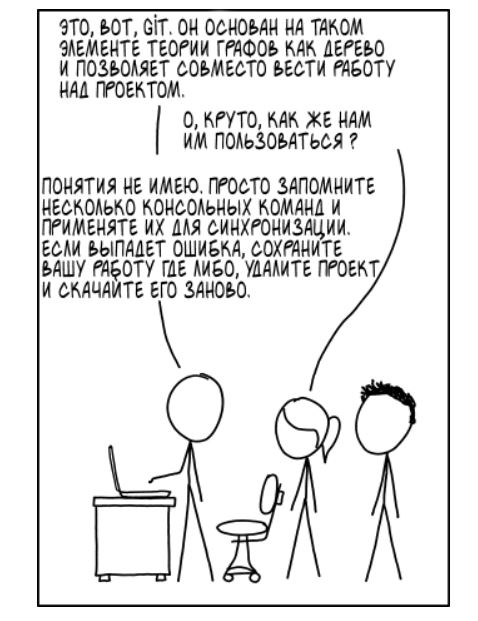 ЭТО, ВОТ, GIT. ОН ОСНОВАН НА ТАКОМ
ЭЛЕМЕНТЕ ТЕОРИИ ГРАФОВ КАК ДЕРЕВО
И ПОЗВОЛЯЕТ СОВМЕСТО ВЕСТИ РАБОТУ
НАД ПРОЕКТОМ.
О, КРУТО, КАК ЖЕ НАМ
ИМ ПОЛЬЗОВАТЬСЯ ?
ПОНЯТИЯ НЕ ИМЕЮ. ПРОСТО ЗАПОМНИТЕ
НЕСКОЛЬКО КОНСОЛЬНЫХ КОМАНД И
ПРИМЕНЯТЕ ИХ ДЛЯ СИНХРОНИЗАЦИИ.
ЕСЛИ ВЫПАДЕТ ОШИБКА, СОХРАНИТЕ
ВАШУ РАБОТУ ГДЕ ЛИБО, УДАЛИТЕ ПРОЕКТ
И СКАЧАЙТЕ ЕГО ЗАНОВО.